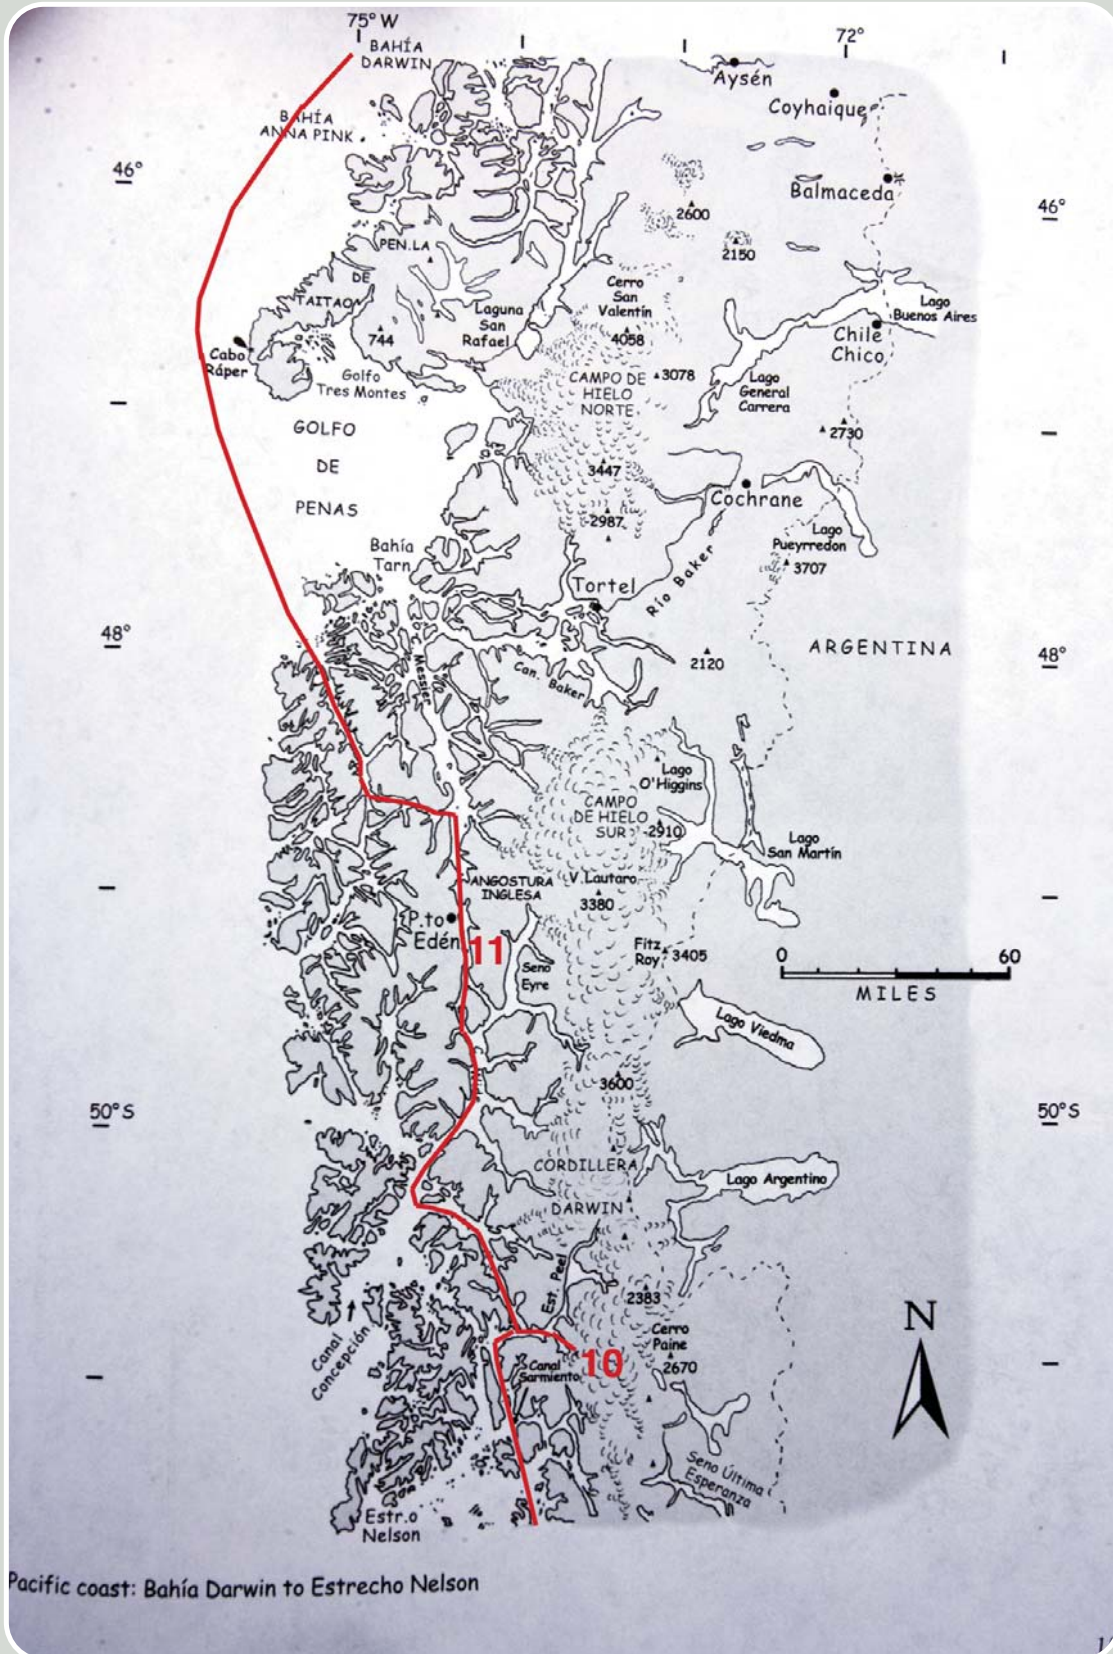 75° W
72°
BAHÍA
DARWIN
Aysén
Coyhaique
BAHÍA
ANNA PINK
46°
Balmaceda
46°
2600
PEN.LA
2150
DE
TAITAO
Cerro
San
Valentín
4058
Laguna
San
Rafael
Lago
Buenos Aires
744
Chile
Chico
Cabo
Ráper
Golfo
Tres Montes
CAMPO DE
HIELO
NORTE
3078
Lago
General
Carrera
GOLFO
DE
PENAS
2730
3447
Cochrane
2987
Lago
Pueyrredon
3707
Bahía
Tarn
Tortel
Río Baker
48°
ARGENTINA
48°
2120
C. Messier
Can. Baker
Lago
O'Higgins
CAMPO
DE HIELO
SUR
2910
Lago
San Martín
ANGOSTURA
INGLESA
V. Lautaro
3380
P.to
Edén
11
Fitz
Roy
3405
0
60
MILES
Seno
Eyre
Lago Viedma
3600
50° S
50° S
CORDILLERA
DARWIN
Lago Argentino
Est. Peel
2383
Canal
Concepción
Cerro
Paine
2670
N
10
Canal
Sarmiento
Seno Última
Esperanza
Estr.o
Nelson
Pacific coast: Bahía Darwin to Estrecho Nelson